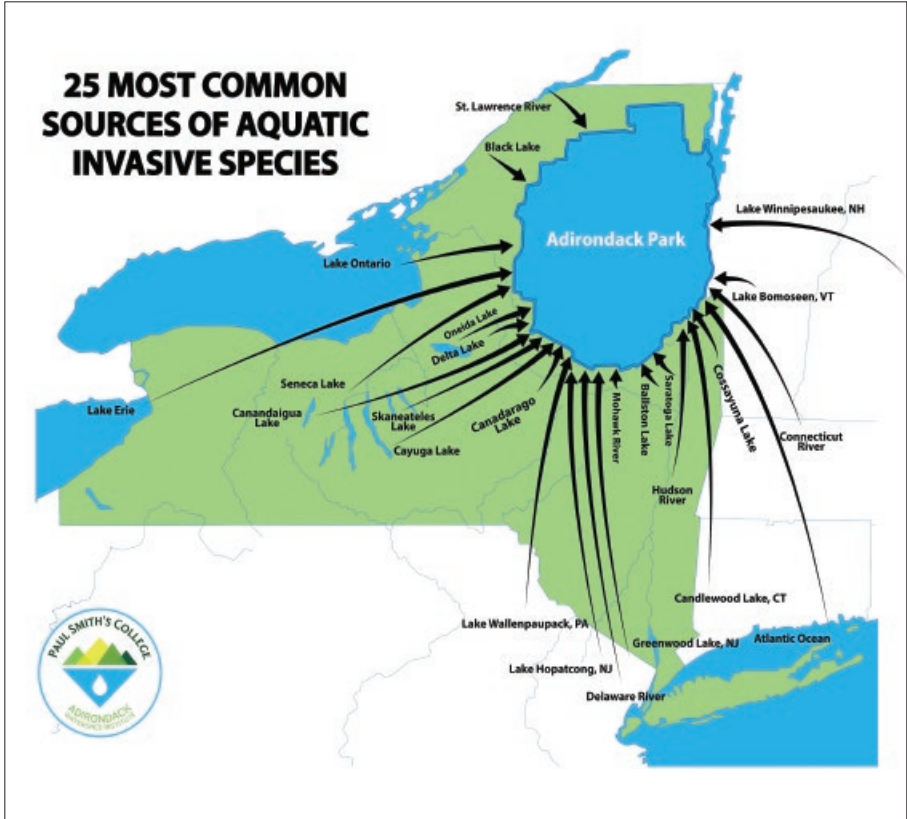 25 MOST COMMON
SOURCES OF AQUATIC
INVASIVE SPECIES
St. Lawrence River
Black Lake
Lake Winnipesaukee, NH
Adirondack Park
Lake Ontario
Lake Bomoseen, VT
Oneida Lake
Delta Lake
Seneca Lake
Lake Erie
Canandaigua
Lake
Skaneateles
Lake
Cayuga Lake
Canadarago
Lake
Mohawk River
Ballston Lake
Saratoga Lake
Cossayuna Lake
Connecticut
River
Hudson
River
Candlewood Lake, CT
Lake Wallenpaupack, PA
Greenwood Lake, NJ
Atlantic Ocean
Lake Hopatcong, NJ
Delaware River
PAUL SMITH'S COLLEGE
ADIRONDACK
WATERSHED INSTITUTE